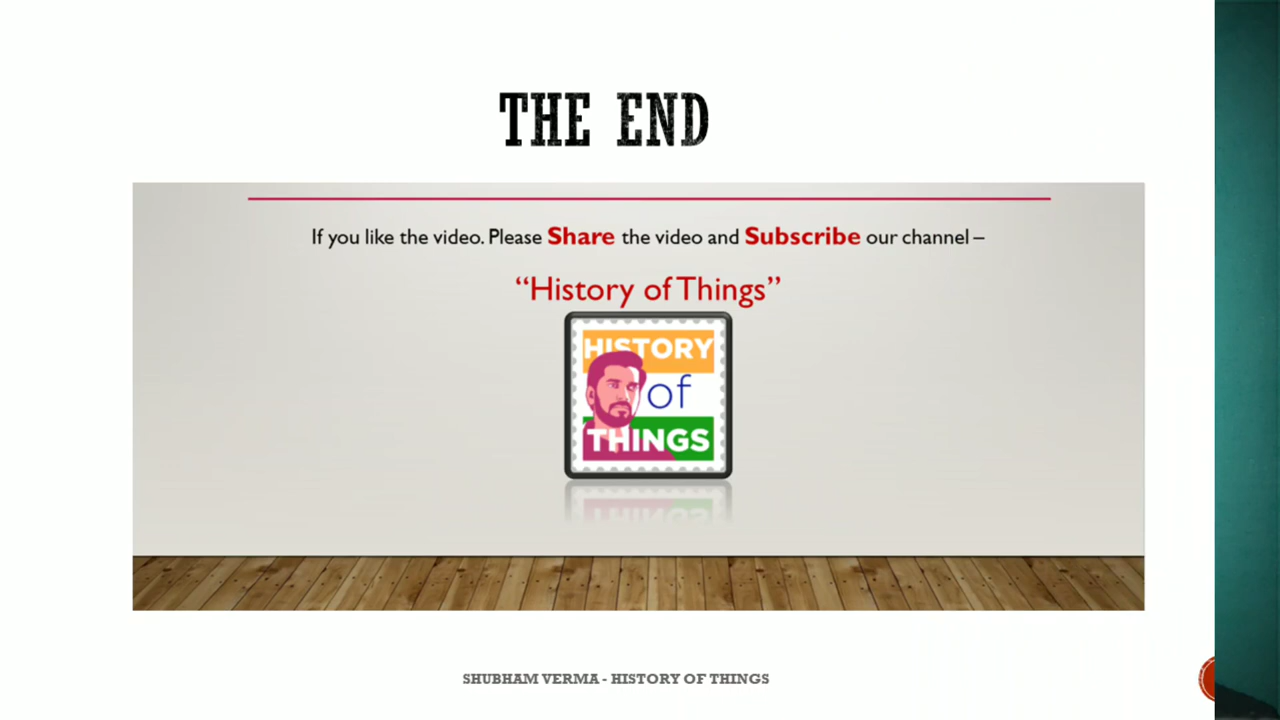 THE END
If you like the video. Please Share the video and Subscribe our channel –
“History of Things”
HISTORY
of
THINGS
THINGS
SHUBHAM VERMA - HISTORY OF THINGS